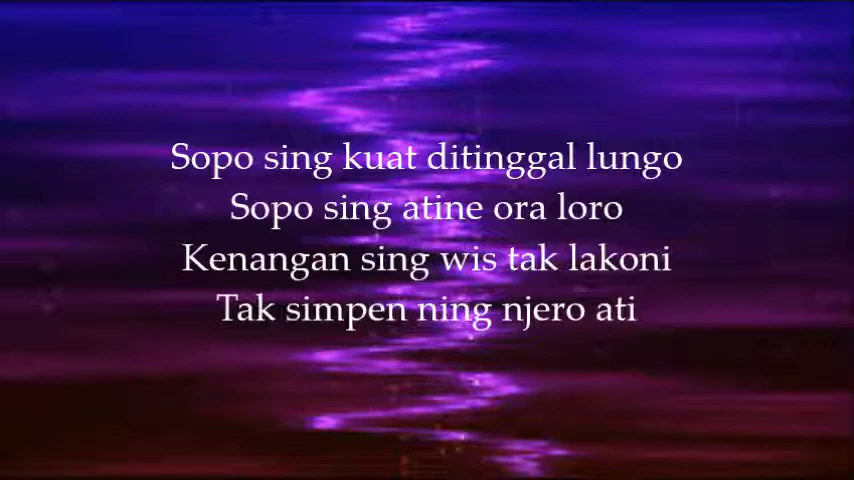 Sopo sing kuat ditinggal lungo
Sopo sing atine ora loro
Kenangan sing wis tak lakoni
Tak simpen ning njero ati